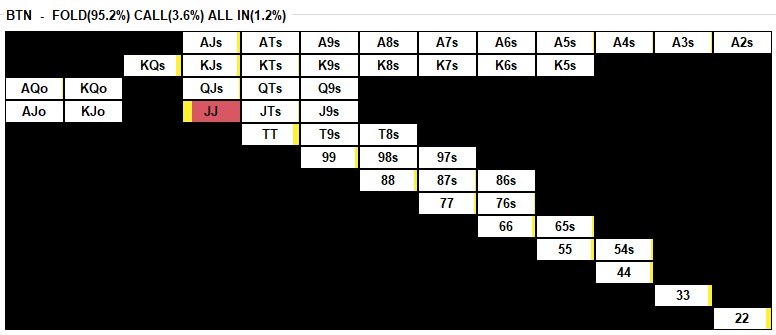 BTN - FOLD(95.2%) CALL(3.6%) ALL IN(1.2%)
AJs ATs A9s A8s A7s A6s A5s A4s A3s A2s
KQs KJs KTs K9s K8s K7s K6s K5s
AQo KQo QJs QTs Q9s
AJo KJo JJ JTs J9s
TT T9s T8s
99 98s 97s
88 87s 86s
77 76s
66 65s
55 54s
44
33
22